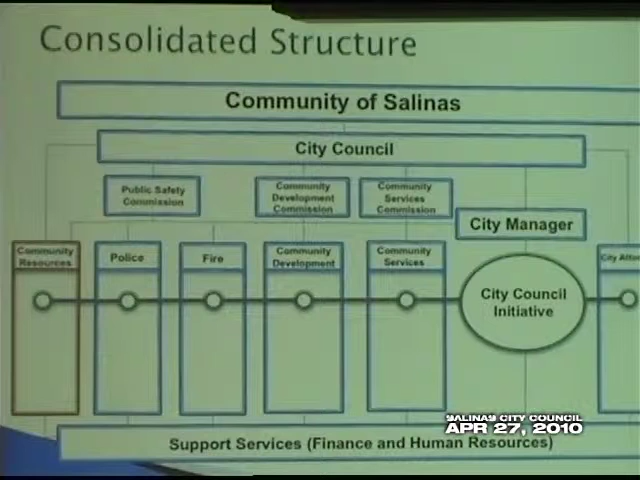 Consolidated Structure
Community of Salinas
City Council
Public Safety
Commission
Community
Development
Commission
Community
Services
Commission
City Manager
Community
Resources
Police
Fire
Community
Development
Community
Services
City
City Council
Initiative
Support Services (Finance and Human Resources)
SALINAS CITY COUNCIL
APR 27, 2010